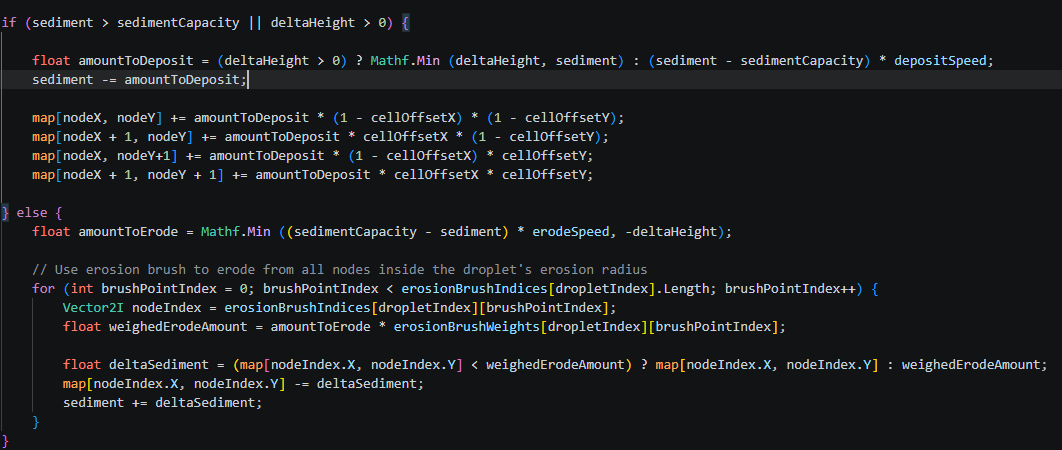 if (sediment > sedimentCapacity || deltaHeight > 0) {
float amountToDeposit = (deltaHeight > 0) ? Mathf.Min (deltaHeight, sediment) : (sediment - sedimentCapacity) * depositSpeed;
sediment -= amountToDeposit;
map[nodeX, nodeY] += amountToDeposit * (1 - cellOffsetX) * (1 - cellOffsetY);
map[nodeX + 1, nodeY] += amountToDeposit * cellOffsetX * (1 - cellOffsetY);
map[nodeX, nodeY+1] += amountToDeposit * (1 - cellOffsetX) * cellOffsetY;
map[nodeX + 1, nodeY + 1] += amountToDeposit * cellOffsetX * cellOffsetY;
} else {
float amountToErode = Mathf.Min ((sedimentCapacity - sediment) * erodeSpeed, -deltaHeight);
// Use erosion brush to erode from all nodes inside the droplet's erosion radius
for (int brushPointIndex = 0; brushPointIndex < erosionBrushIndices[dropletIndex].Length; brushPointIndex++) {
Vector2I nodeIndex = erosionBrushIndices[dropletIndex][brushPointIndex];
float weighedErodeAmount = amountToErode * erosionBrushWeights[dropletIndex][brushPointIndex];
float deltaSediment = (map[nodeIndex.X, nodeIndex.Y] < weighedErodeAmount) ? map[nodeIndex.X, nodeIndex.Y] : weighedErodeAmount;
map[nodeIndex.X, nodeIndex.Y] -= deltaSediment;
sediment += deltaSediment;
}
}